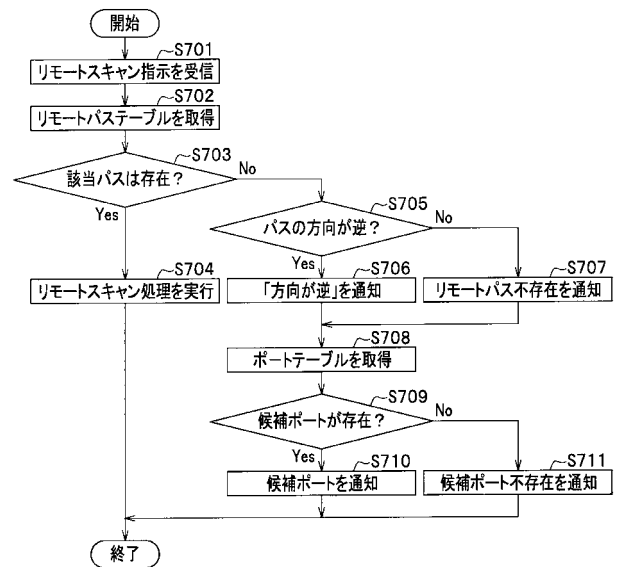 開始
S701
リモートスキャン指示を受信
S702
リモートパステーブルを取得
S703
該当パスは存在？
No
Yes
S705
パスの方向が逆？
No
Yes
S704
リモートスキャン処理を実行
S706
「方向が逆」を通知
S707
リモートパス不存在を通知
S708
ポートテーブルを取得
S709
候補ポートが存在？
No
Yes
S710
候補ポートを通知
S711
候補ポート不存在を通知
終了